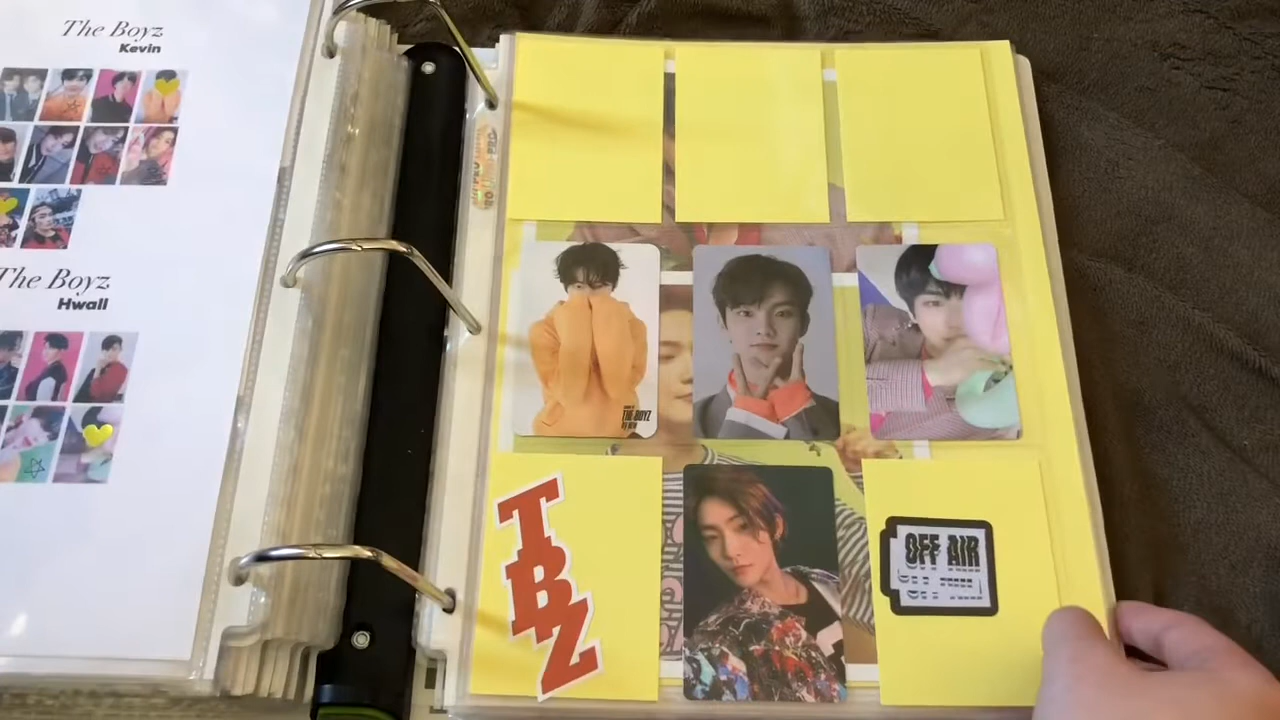 The Boyz
Kevin
The Boyz
Hwall
THE BOYZ
TBZ
OFF AIR